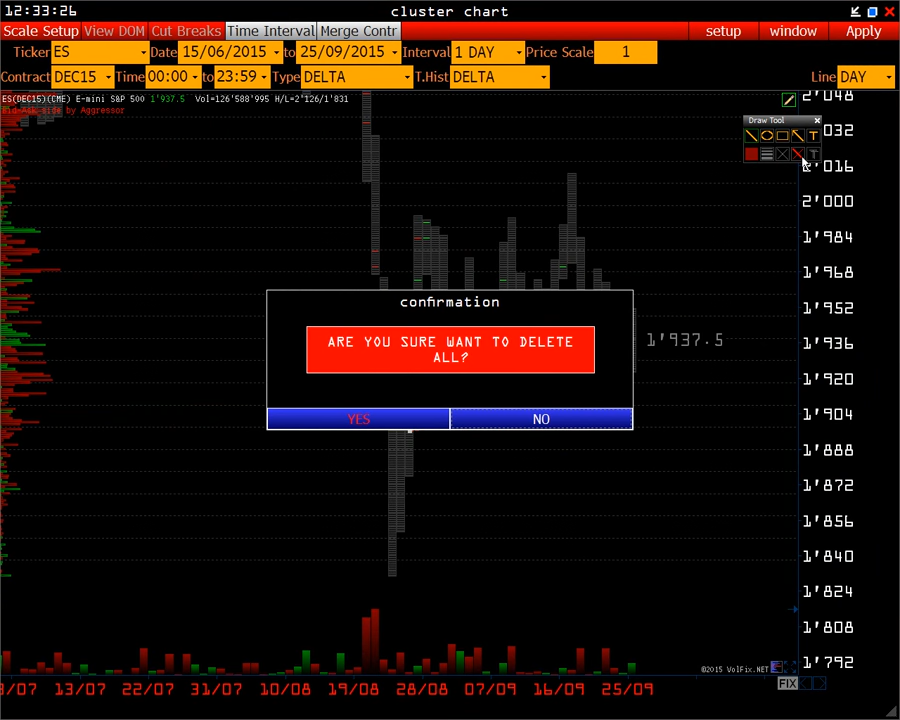 12:33:26
cluster chart
Scale Setup View DOM Cut Breaks Time Interval Merge Contr setup window Apply
Ticker ES Date 15/06/2015 to 25/09/2015 Interval 1 DAY Price Scale 1
Contract DEC15 Time 00:00 to 23:59 Type DELTA T.Hist DELTA Line DAY
ES(DEC15)(CME) E-mini S&P 500 1'937.5 Vol=126'588'995 H/L=2'126/1'831
2'048
Bid-Ask side by Aggressor
Draw Tool
T
032
T
2'016
2'000
1'984
1'968
confirmation
1'952
ARE YOU SURE WANT TO DELETE
ALL?
1'937.5
1'936
1'920
YES NO
1'904
1'888
1'872
1'856
1'840
1'824
1'808
1'792
©2015 VolFix.NET
FIX
/07 13/07 22/07 31/07 10/08 19/08 28/08 07/09 16/09 25/09